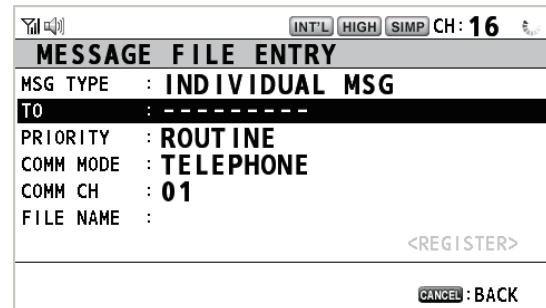 INT'L HIGH SIMP CH: 16
MESSAGE FILE ENTRY
MSG TYPE : INDIVIDUAL MSG
TO : ---------
PRIORITY : ROUTINE
COMM MODE : TELEPHONE
COMM CH : 01
FILE NAME :
<REGISTER>
CANCEL : BACK